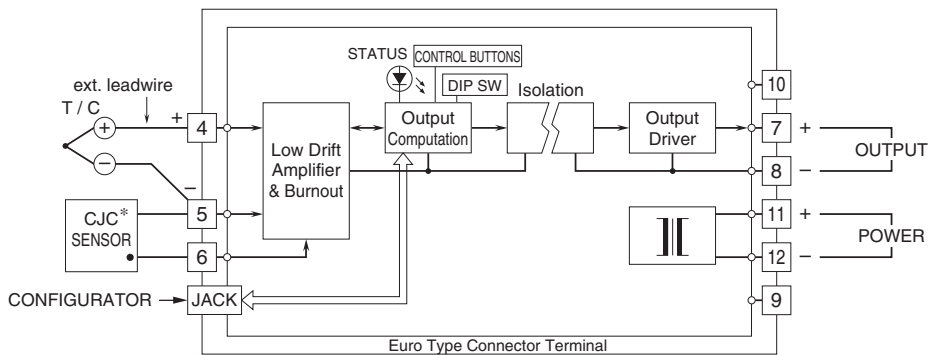 STATUS
CONTROL BUTTONS
DIP SW
ext. leadwire
T / C
+
+
4
−
−
5
CJC*
SENSOR
6
CONFIGURATOR
JACK
Low Drift
Amplifier
& Burnout
Output
Computation
Isolation
Output
Driver
10
7
+
OUTPUT
8
−
11
+
POWER
12
−
9
Euro Type Connector Terminal